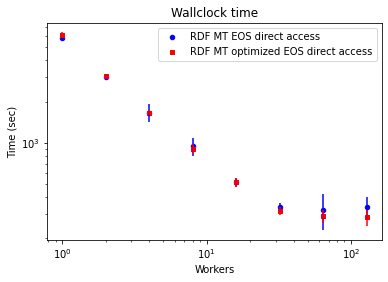 Wallclock time
RDF MT EOS direct access
RDF MT optimized EOS direct access
Time (sec)
10³
10⁰
10¹
10²
Workers